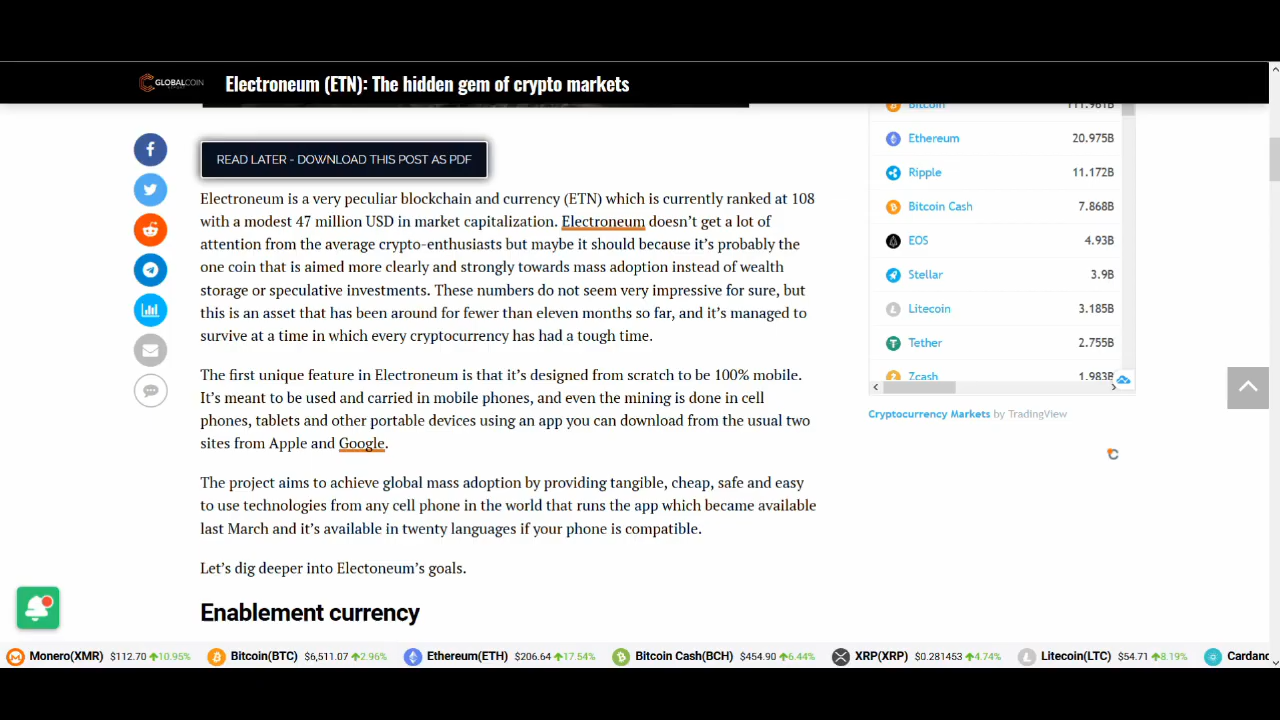 GLOBALCOIN
Electroneum (ETN): The hidden gem of crypto markets
READ LATER - DOWNLOAD THIS POST AS PDF
Electroneum is a very peculiar blockchain and currency (ETN) which is currently ranked at 108
with a modest 47 million USD in market capitalization. Electroneum doesn't get a lot of
attention from the average crypto-enthusiasts but maybe it should because it's probably the
one coin that is aimed more clearly and strongly towards mass adoption instead of wealth
storage or speculative investments. These numbers do not seem very impressive for sure, but
this is an asset that has been around for fewer than eleven months so far, and it's managed to
survive at a time in which every cryptocurrency has had a tough time.
The first unique feature in Electroneum is that it's designed from scratch to be 100% mobile.
It's meant to be used and carried in mobile phones, and even the mining is done in cell
phones, tablets and other portable devices using an app you can download from the usual two
sites from Apple and Google.
The project aims to achieve global mass adoption by providing tangible, cheap, safe and easy
to use technologies from any cell phone in the world that runs the app which became available
last March and it's available in twenty languages if your phone is compatible.
Let's dig deeper into Electoneum's goals.
Enablement currency
Bitcoin 111.961B
Ethereum 20.975B
Ripple 11.172B
Bitcoin Cash 7.868B
EOS 4.93B
Stellar 3.9B
Litecoin 3.185B
Tether 2.755B
Zcash 1.983B
Cryptocurrency Markets by TradingView
Monero(XMR) $112.70 10.95% Bitcoin(BTC) $6,511.07 2.96% Ethereum(ETH) $206.64 17.54% Bitcoin Cash(BCH) $454.90 6.44% XRP(XRP) $0.281453 4.74% Litecoin(LTC) $54.71 8.19% Cardano